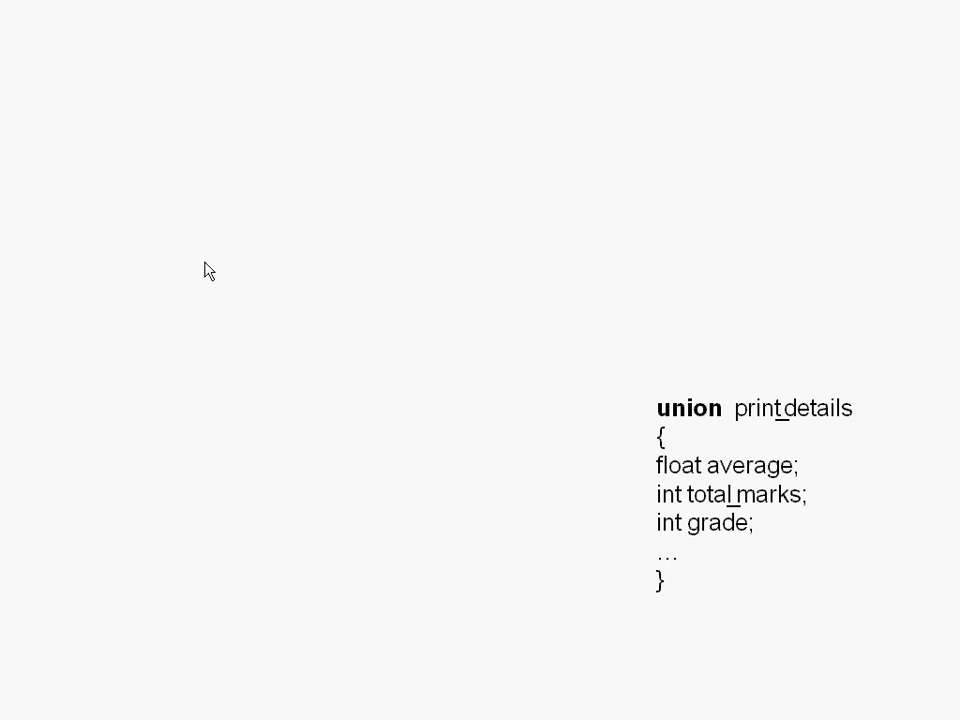 union print_details
{
float average;
int total_marks;
int grade;
...
}